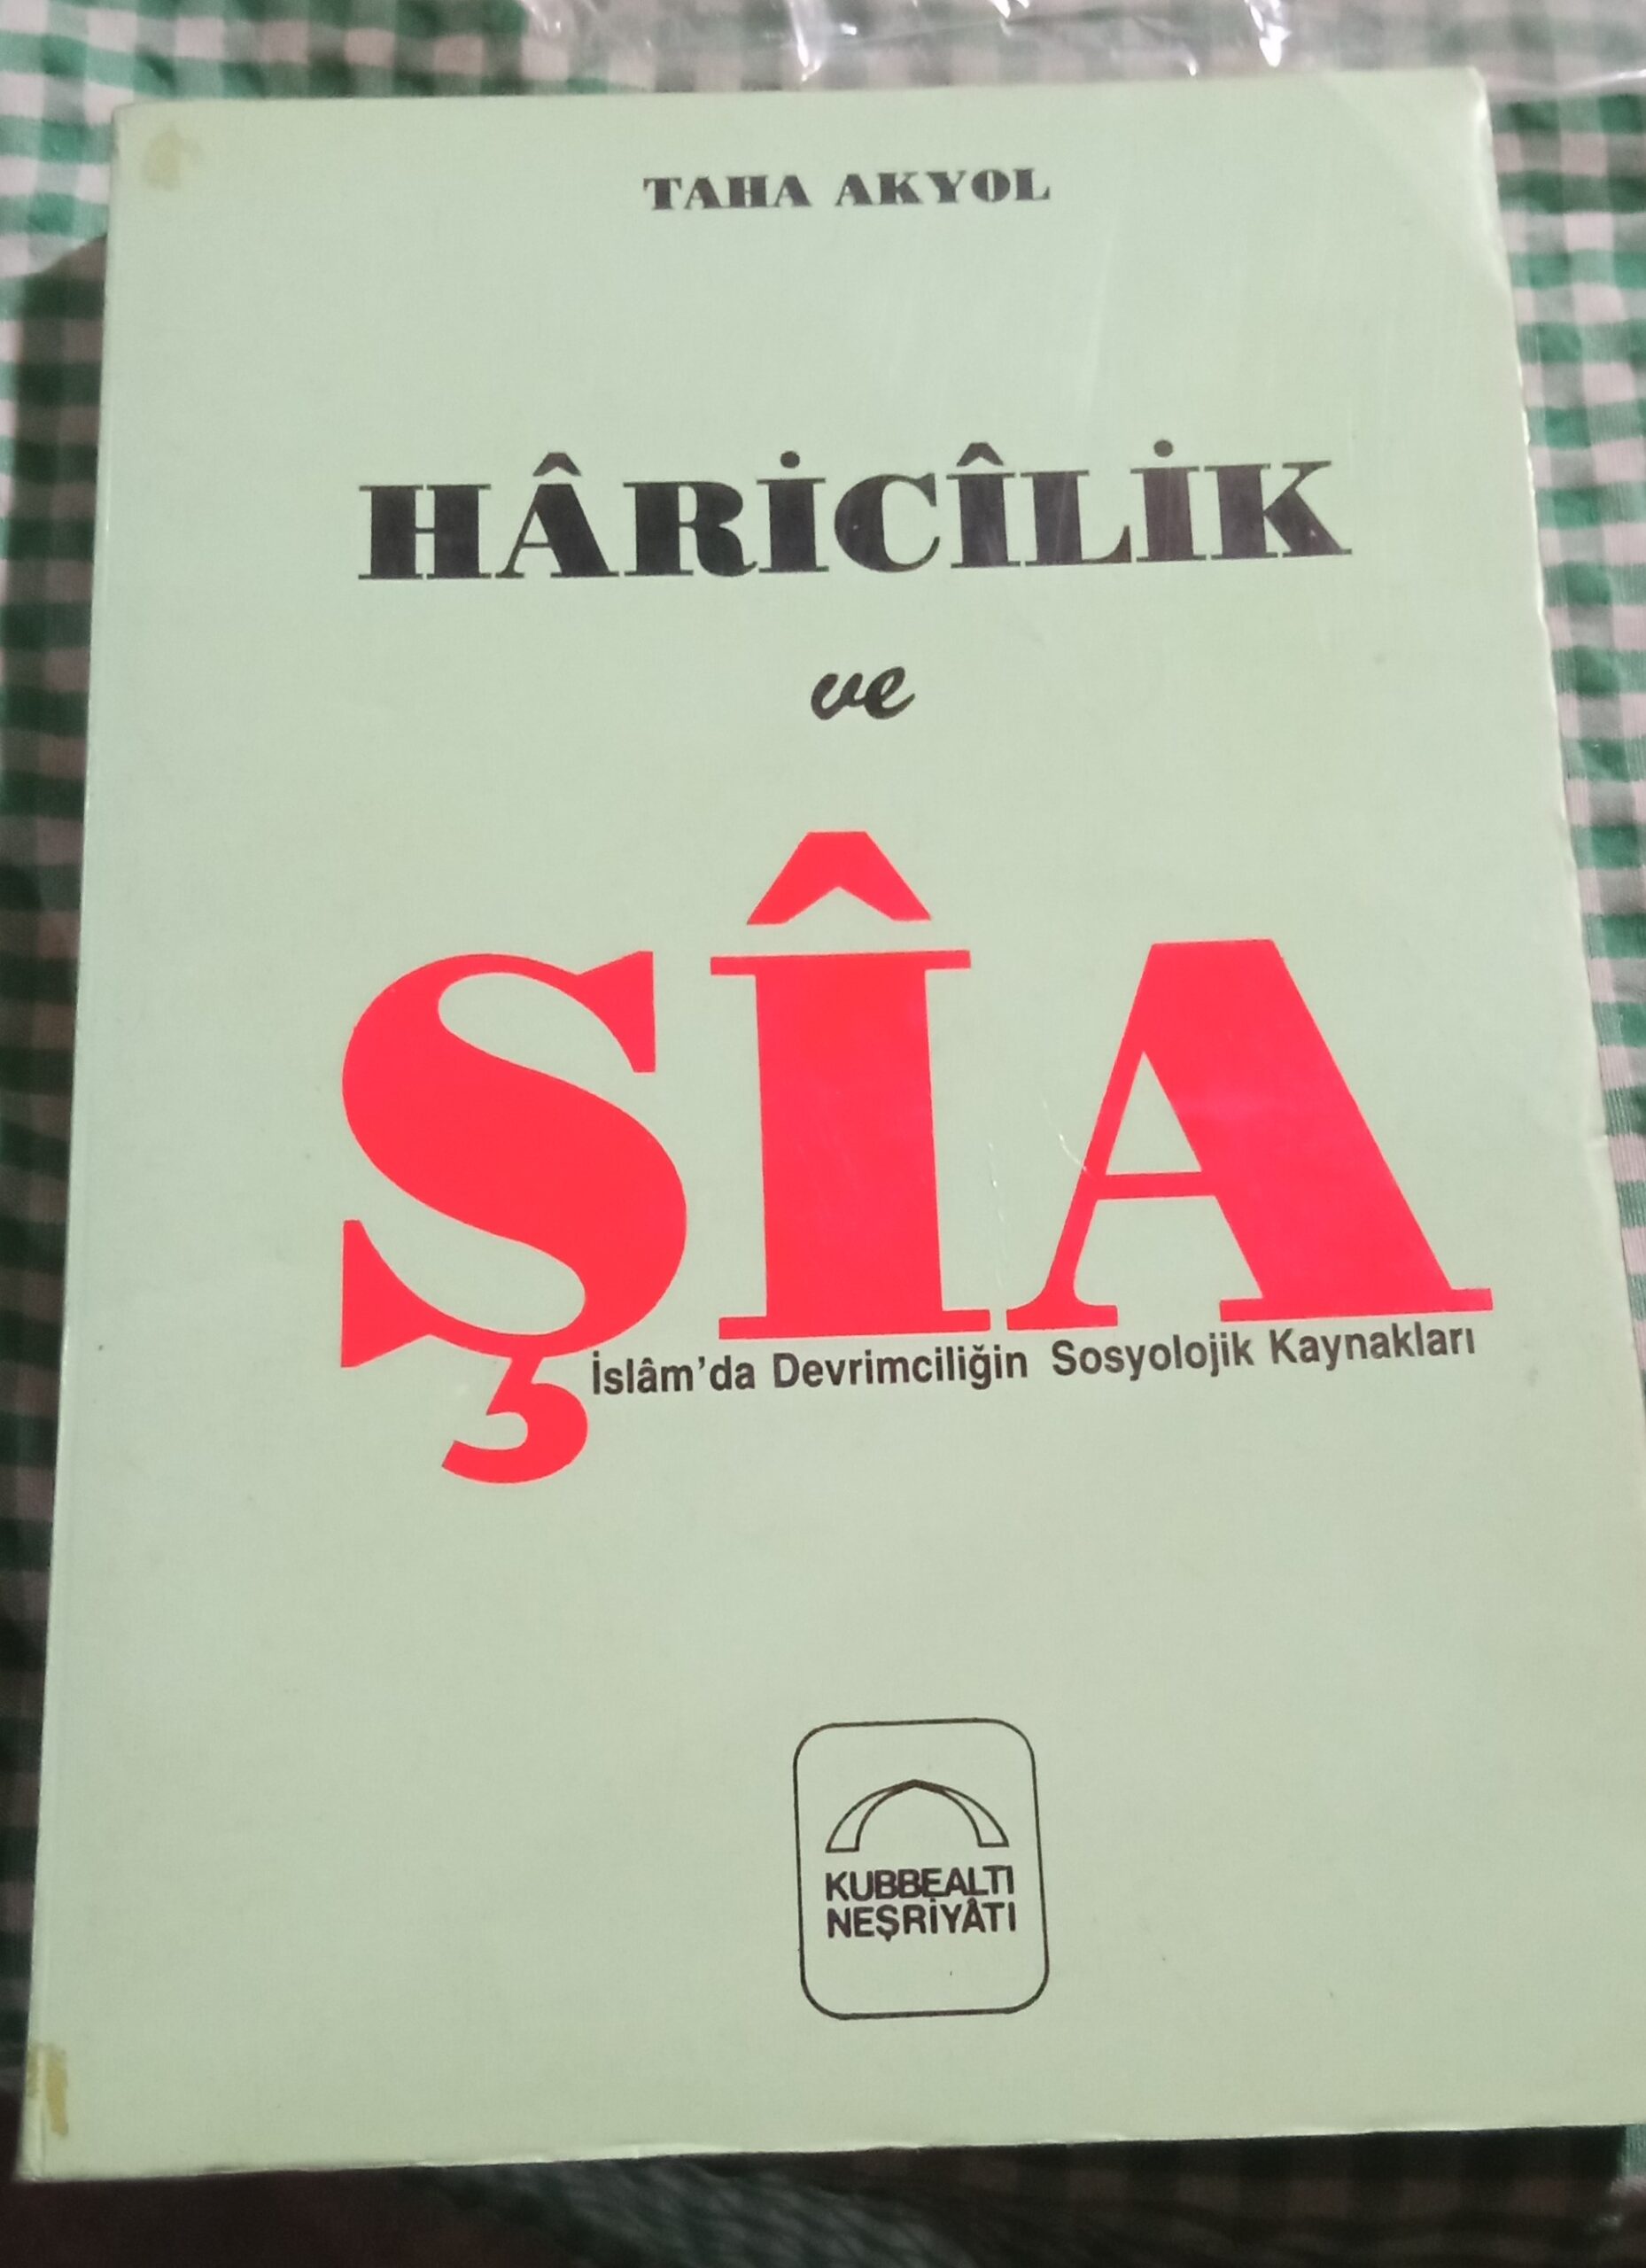 TAHA AKYOL
HÂRİCÎLİK
ve
ŞÎA
İslâm'da Devrimciliğin Sosyolojik Kaynakları
KUBBEALTI
NEŞRİYÂTI